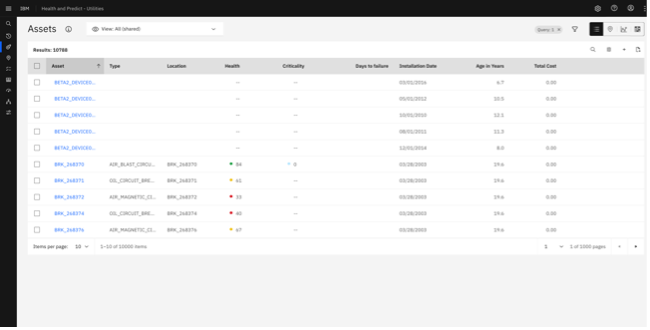 IBM Health and Predict - Utilities
Assets
View: All (shared)
Query: 1
Results: 10788
Asset Type Location Health Criticality Days to failure Installation Date Age in Years Total Cost
BETA2_DEVICES... -- -- 03/01/2016 6.7 0.00
BETA2_DEVICES... -- -- 05/01/2012 10.5 0.00
BETA2_DEVICES... -- -- 10/01/2010 12.1 0.00
BETA2_DEVICES... -- -- 08/01/2011 11.3 0.00
BETA2_DEVICES... -- -- 12/01/2014 8.0 0.00
BRK_268370 AIR_BLAST_CIRCU... BRK_268370 84 0 03/28/2003 19.6 0.00
BRK_268371 OIL_CIRCUIT_BRE... BRK_268371 61 -- 03/28/2003 19.6 0.00
BRK_268372 AIR_MAGNETIC_CI... BRK_268372 33 -- 03/28/2003 19.6 0.00
BRK_268374 OIL_CIRCUIT_BRE... BRK_268374 40 -- 03/28/2003 19.6 0.00
BRK_268376 AIR_MAGNETIC_CI... BRK_268376 67 -- 03/28/2003 19.6 0.00
Items per page: 10 1–10 of 10000 items 1 1 of 1000 pages